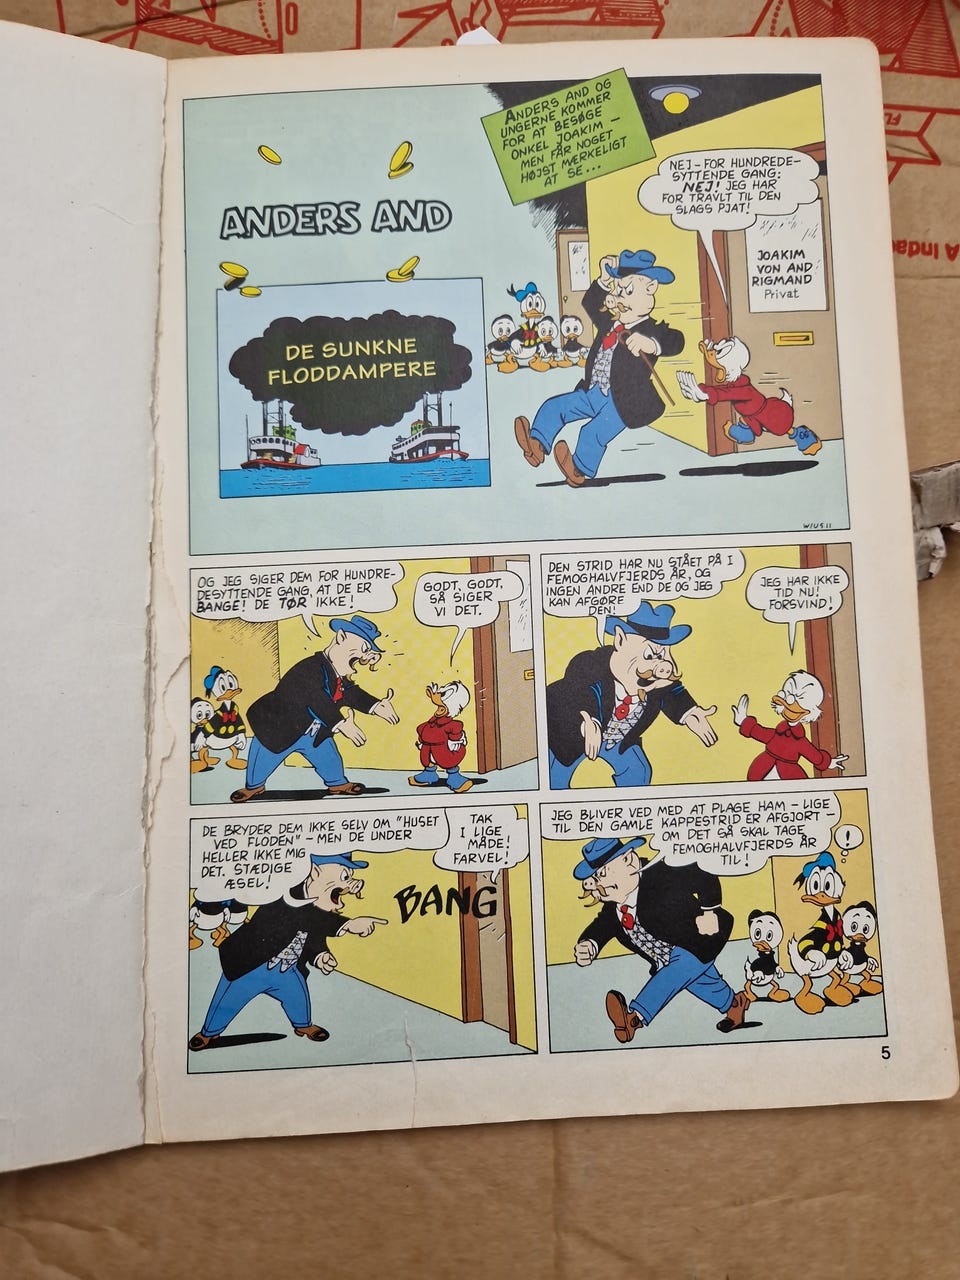 ANDERS AND OG
UNGERNE KOMMER
FOR AT BESØGE
ONKEL JOAKIM –
MEN FÅR NOGET
HØJST MÆRKELIGT
AT SE...
ANDERS AND
DE SUNKNE
FLODDAMPERE
NEJ – FOR HUNDREDE-
SYTTENDE GANG:
NEJ! JEG HAR
FOR TRAVLT TIL DEN
SLAGS PJAT!
JOAKIM
VON AND
RIGMAND
Privat
W/US 11
OG JEG SIGER DEM FOR HUNDRE-
DESYTTENDE GANG, AT DE ER
BANGE! DE TØR IKKE!
GODT, GODT,
SÅ SIGER
VI DET.
DEN STRID HAR NU STÅET PÅ I
FEMOGHALVFJERDS ÅR, OG
INGEN ANDRE END DE OG JEG
KAN AFGØRE
DEN!
JEG HAR IKKE
TID NU!
FORSVIND!
DE BRYDER DEM IKKE SELV OM "HUSET
VED FLODEN" – MEN DE UNDER
HELLER IKKE MIG
DET. STÆDIGE
ÆSEL!
TAK
I LIGE
MÅDE!
FARVEL!
BANG
JEG BLIVER VED MED AT PLAGE HAM – LIGE
TIL DEN GAMLE KAPPESTRID ER AFGJORT –
OM DET SÅ SKAL TAGE
FEMOGHALVFJERDS ÅR
TIL!
!
5